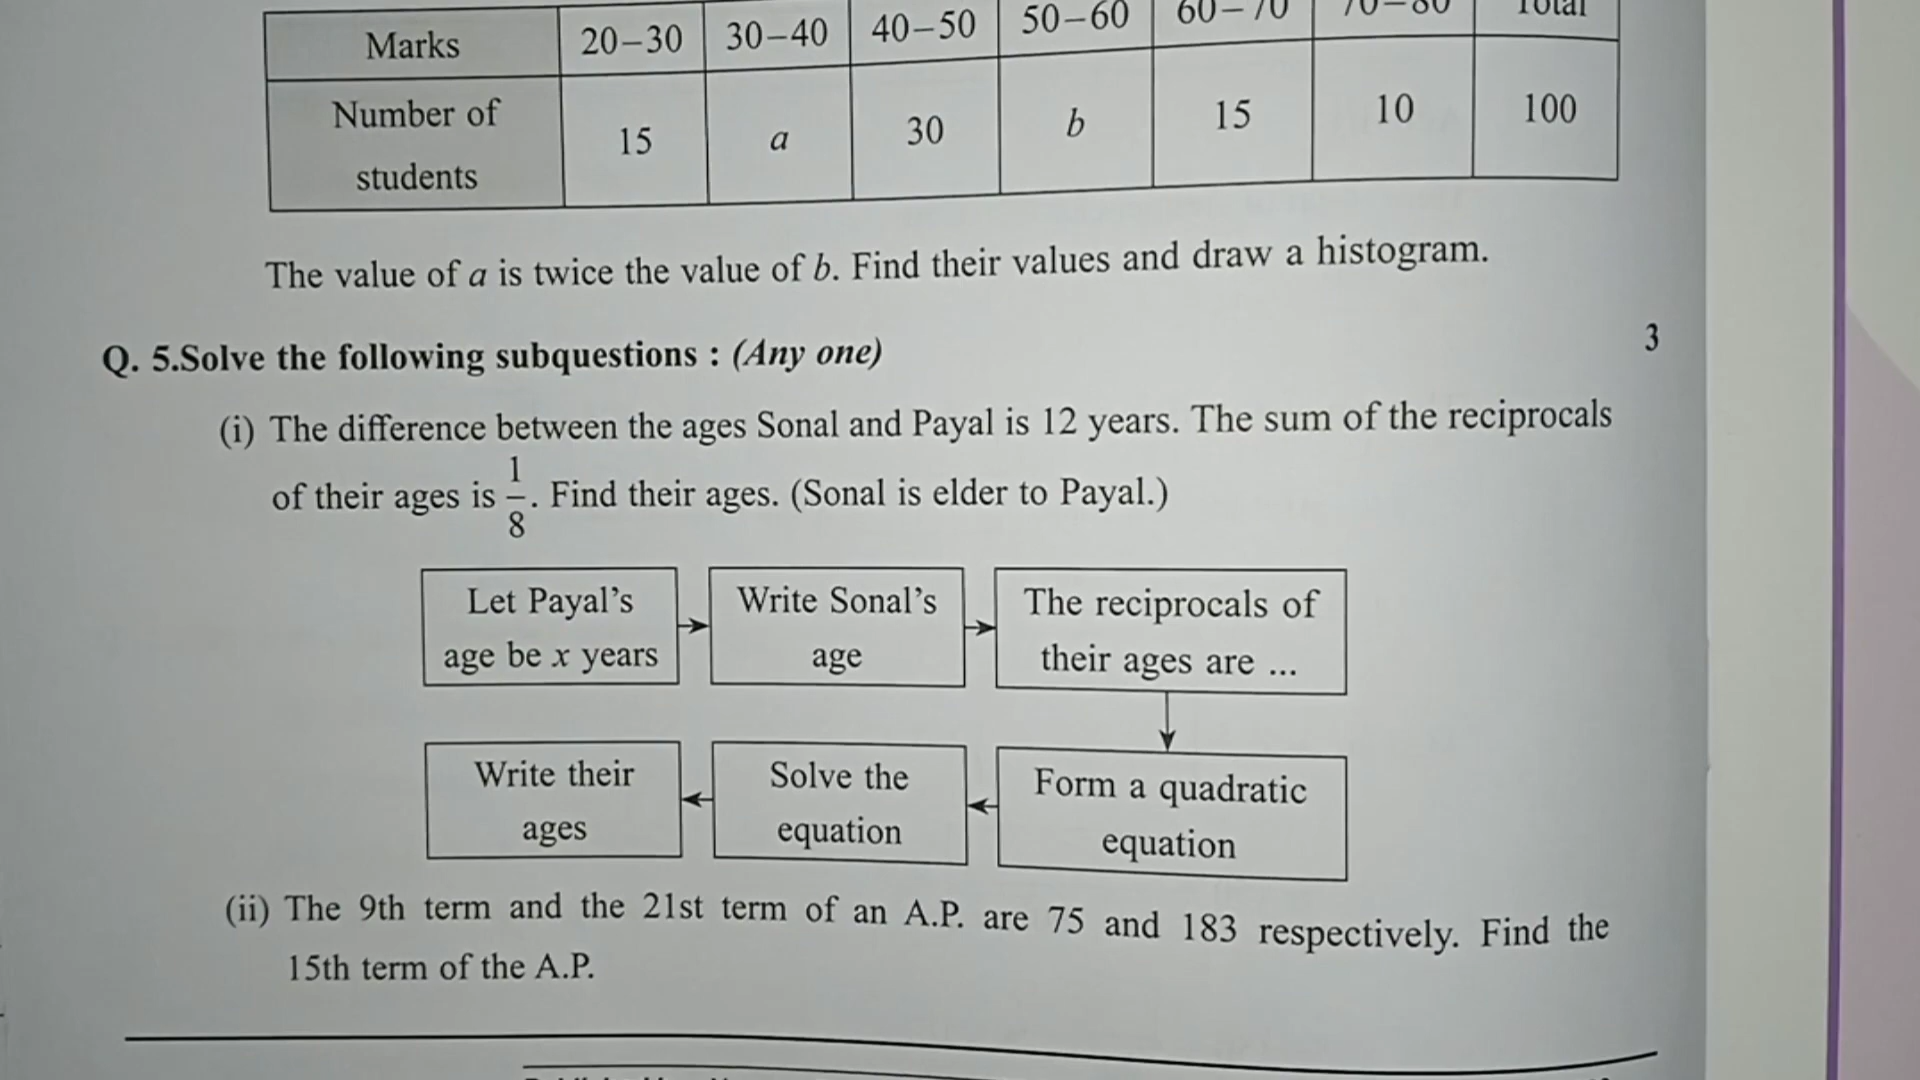 Marks 20–30 30–40 40–50 50–60 60–70 70–80 Total
Number of students 15 a 30 b 15 10 100
The value of a is twice the value of b. Find their values and draw a histogram.
Q. 5.Solve the following subquestions : (Any one) 3
(i) The difference between the ages Sonal and Payal is 12 years. The sum of the reciprocals
of their ages is 1/8. Find their ages. (Sonal is elder to Payal.)
Let Payal's
age be x years
Write Sonal's
age
The reciprocals of
their ages are ...
Write their
ages
Solve the
equation
Form a quadratic
equation
(ii) The 9th term and the 21st term of an A.P. are 75 and 183 respectively. Find the
15th term of the A.P.